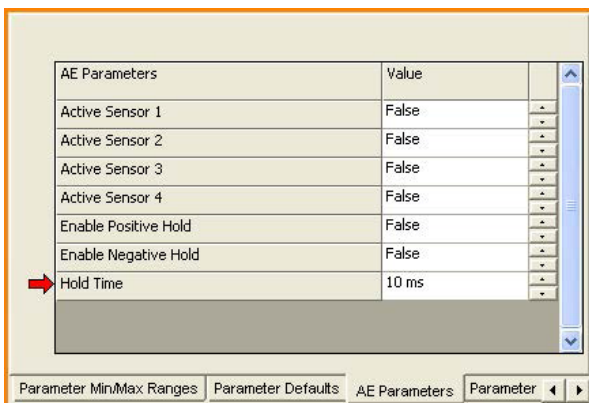 AE Parameters Value
Active Sensor 1 False
Active Sensor 2 False
Active Sensor 3 False
Active Sensor 4 False
Enable Positive Hold False
Enable Negative Hold False
Hold Time 10 ms
Parameter Min/Max Ranges Parameter Defaults AE Parameters Parameter